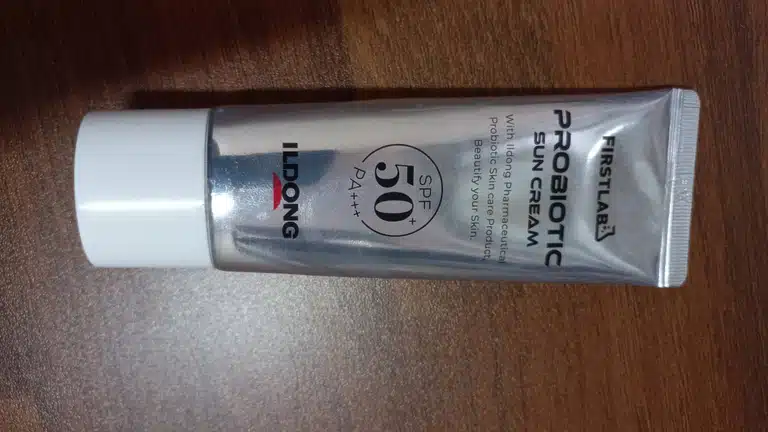 FIRSTLAB
PROBIOTIC
SUN CREAM
With Ildong Pharmaceutical
Probiotic Skin care Product,
Beautify your Skin.
SPF
50+
PA+++
ILDONG